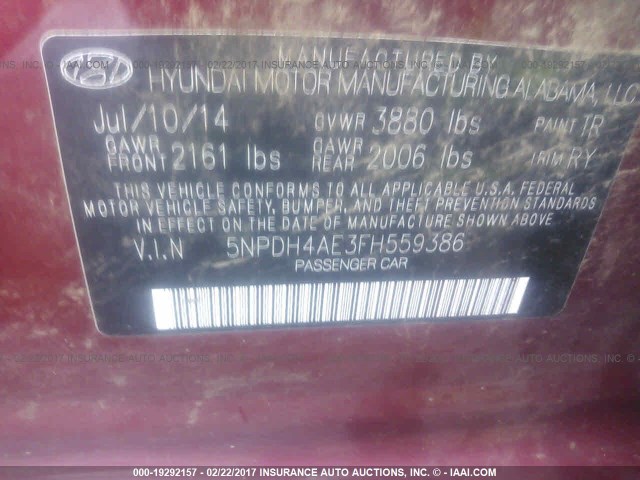 MANUFACTURED BY
HYUNDAI MOTOR MANUFACTURING ALABAMA, LLC
Jul/10/14 GVWR 3880 lbs PAINT TR
GAWR FRONT 2161 lbs GAWR REAR 2006 lbs TRIM RY
THIS VEHICLE CONFORMS TO ALL APPLICABLE U.S.A. FEDERAL
MOTOR VEHICLE SAFETY, BUMPER, AND THEFT PREVENTION STANDARDS
IN EFFECT ON THE DATE OF MANUFACTURE SHOWN ABOVE
V.I.N 5NPDH4AE3FH559386
PASSENGER CAR
000-19292157 - 02/22/2017 INSURANCE AUTO AUCTIONS, INC. - IAAI.COM